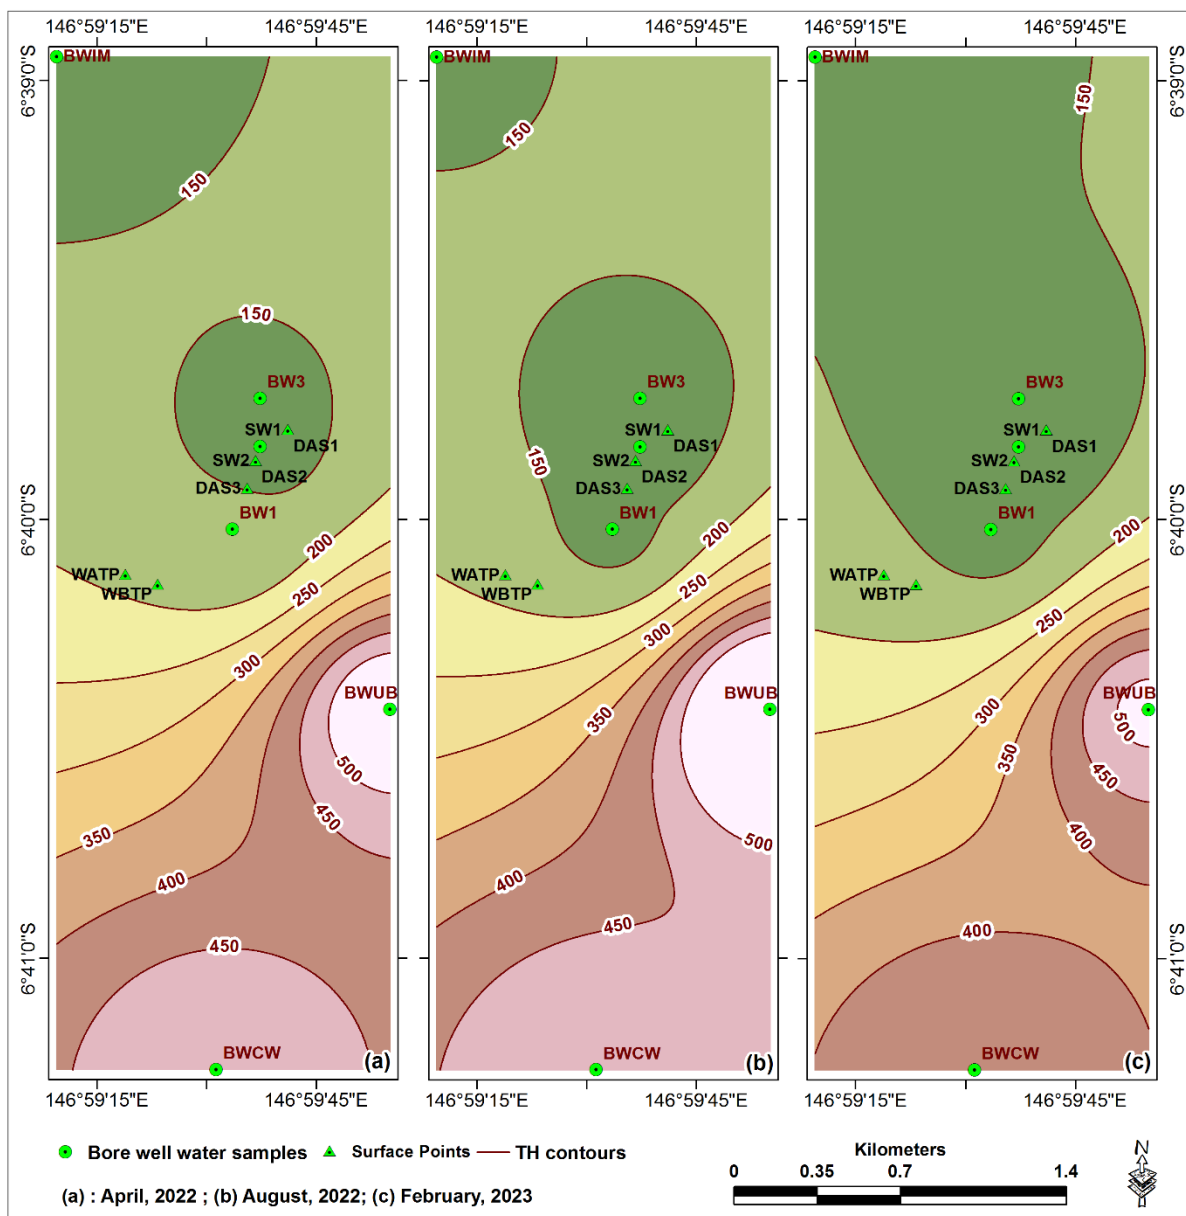 146°59'15"E 146°59'45"E 146°59'15"E 146°59'45"E 146°59'15"E 146°59'45"E
6°39'0"S
6°40'0"S
6°41'0"S
BWIM
150
150
BW3
SW1
DAS1
SW2
DAS2
DAS3
BW1
200
WATP
WBTP
250
300
BWUB
500
450
350
400
450
BWCW
(a)
BWIM
150
BW3
SW1
DAS1
150
SW2
DAS2
DAS3
BW1
200
WATP
WBTP
250
300
BWUB
350
500
400
450
BWCW
(b)
BWIM
150
BW3
SW1
DAS1
SW2
DAS2
DAS3
BW1
200
WATP
WBTP
250
BWUB
300
500
350
450
400
400
BWCW
(c)
6°39'0"S
6°40'0"S
6°41'0"S
146°59'15"E 146°59'45"E 146°59'15"E 146°59'45"E 146°59'15"E 146°59'45"E
Bore well water samples Surface Points TH contours
(a) : April, 2022 ; (b) August, 2022; (c) February, 2023
Kilometers
0 0.35 0.7 1.4
N